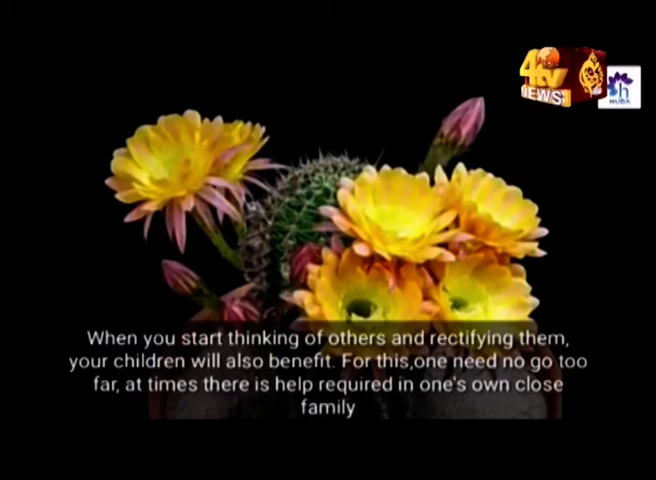 4tv
NEWS
h
HUDA
When you start thinking of others and rectifying them,
your children will also benefit. For this,one need no go too
far, at times there is help required in one's own close
family